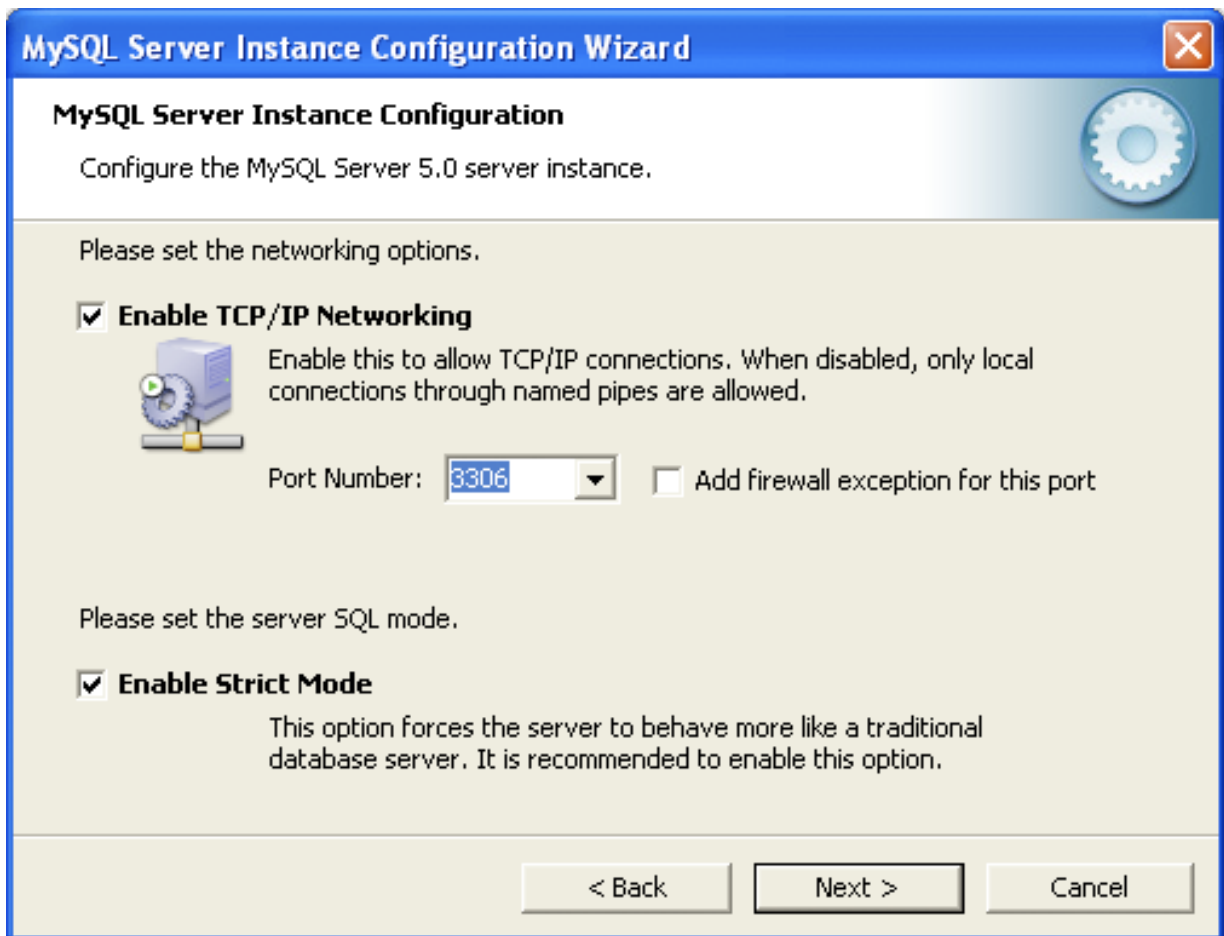 MySQL Server Instance Configuration Wizard
MySQL Server Instance Configuration
Configure the MySQL Server 5.0 server instance.
Please set the networking options.
Enable TCP/IP Networking
Enable this to allow TCP/IP connections. When disabled, only local
connections through named pipes are allowed.
Port Number: 3306 Add firewall exception for this port
Please set the server SQL mode.
Enable Strict Mode
This option forces the server to behave more like a traditional
database server. It is recommended to enable this option.
< Back Next > Cancel